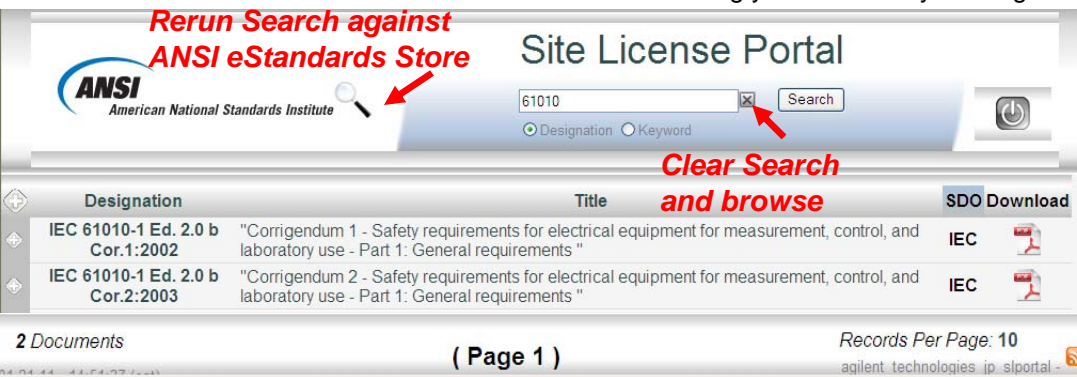 Rerun Search against
ANSI eStandards Store
Site License Portal
ANSI
American National Standards Institute
61010
Search
Designation Keyword
Clear Search
and browse
Designation Title SDO Download
IEC 61010-1 Ed. 2.0 b
Cor.1:2002
"Corrigendum 1 - Safety requirements for electrical equipment for measurement, control, and
laboratory use - Part 1: General requirements "
IEC
IEC 61010-1 Ed. 2.0 b
Cor.2:2003
"Corrigendum 2 - Safety requirements for electrical equipment for measurement, control, and
laboratory use - Part 1: General requirements "
IEC
2 Documents
( Page 1 )
Records Per Page: 10
agilent technologies jp slportal -